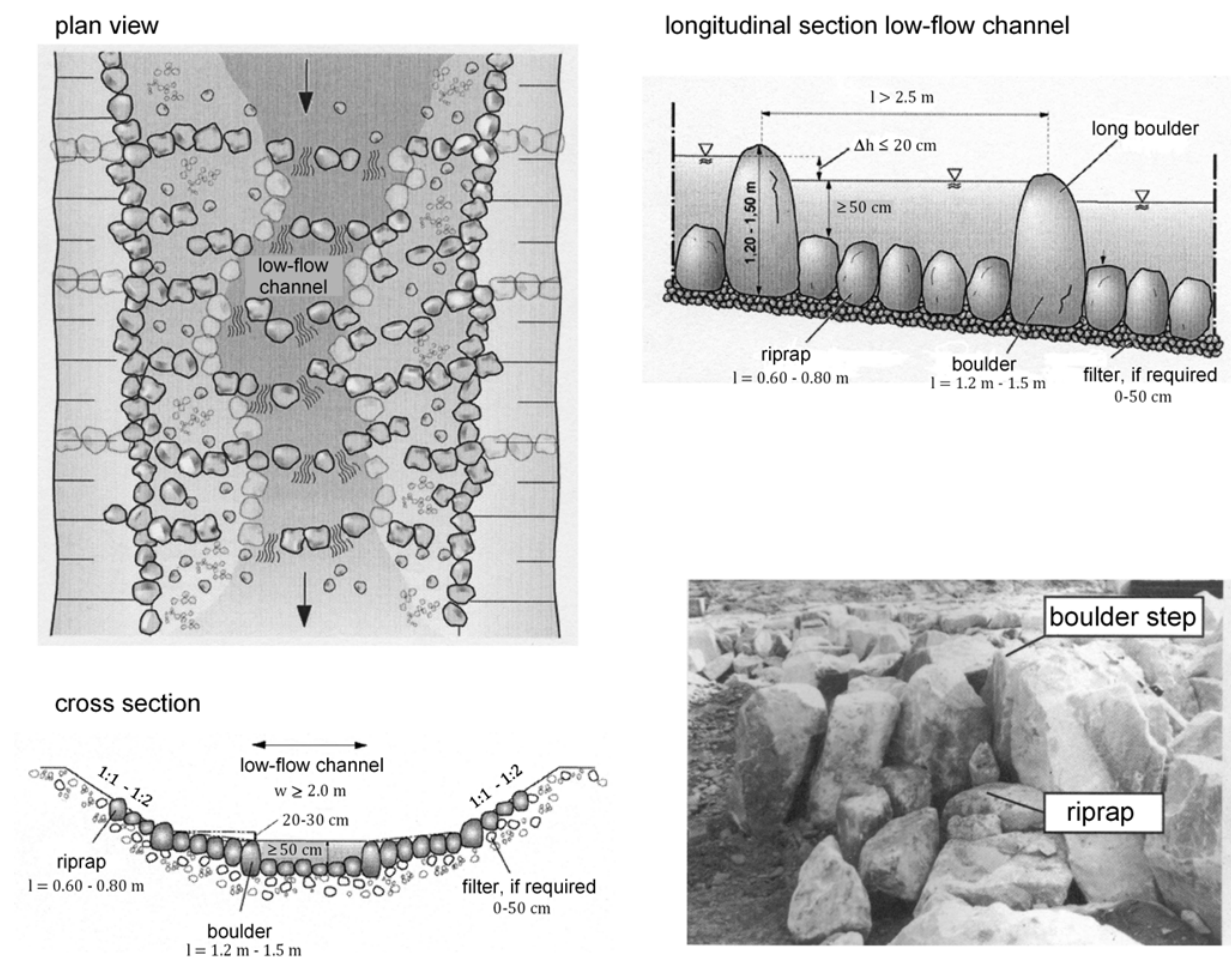 plan view
low-flow
channel
longitudinal section low-flow channel
l > 2.5 m
long boulder
Δh ≤ 20 cm
≥50 cm
1,20 - 1,50 m
riprap
l = 0.60 - 0.80 m
boulder
l = 1.2 m - 1.5 m
filter, if required
0-50 cm
cross section
low-flow channel
w ≥ 2.0 m
1:1 - 1:2
1:1 - 1:2
20-30 cm
≥50 cm
riprap
l = 0.60 - 0.80 m
boulder
l = 1.2 m - 1.5 m
filter, if required
0-50 cm
boulder step
riprap